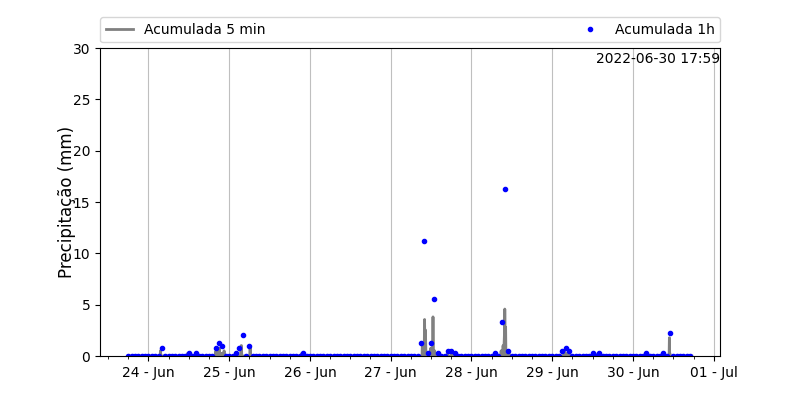 Acumulada 5 min
Acumulada 1h
2022-06-30 17:59
Precipitação (mm)
30
25
20
15
10
5
0
24 - Jun
25 - Jun
26 - Jun
27 - Jun
28 - Jun
29 - Jun
30 - Jun
01 - Jul